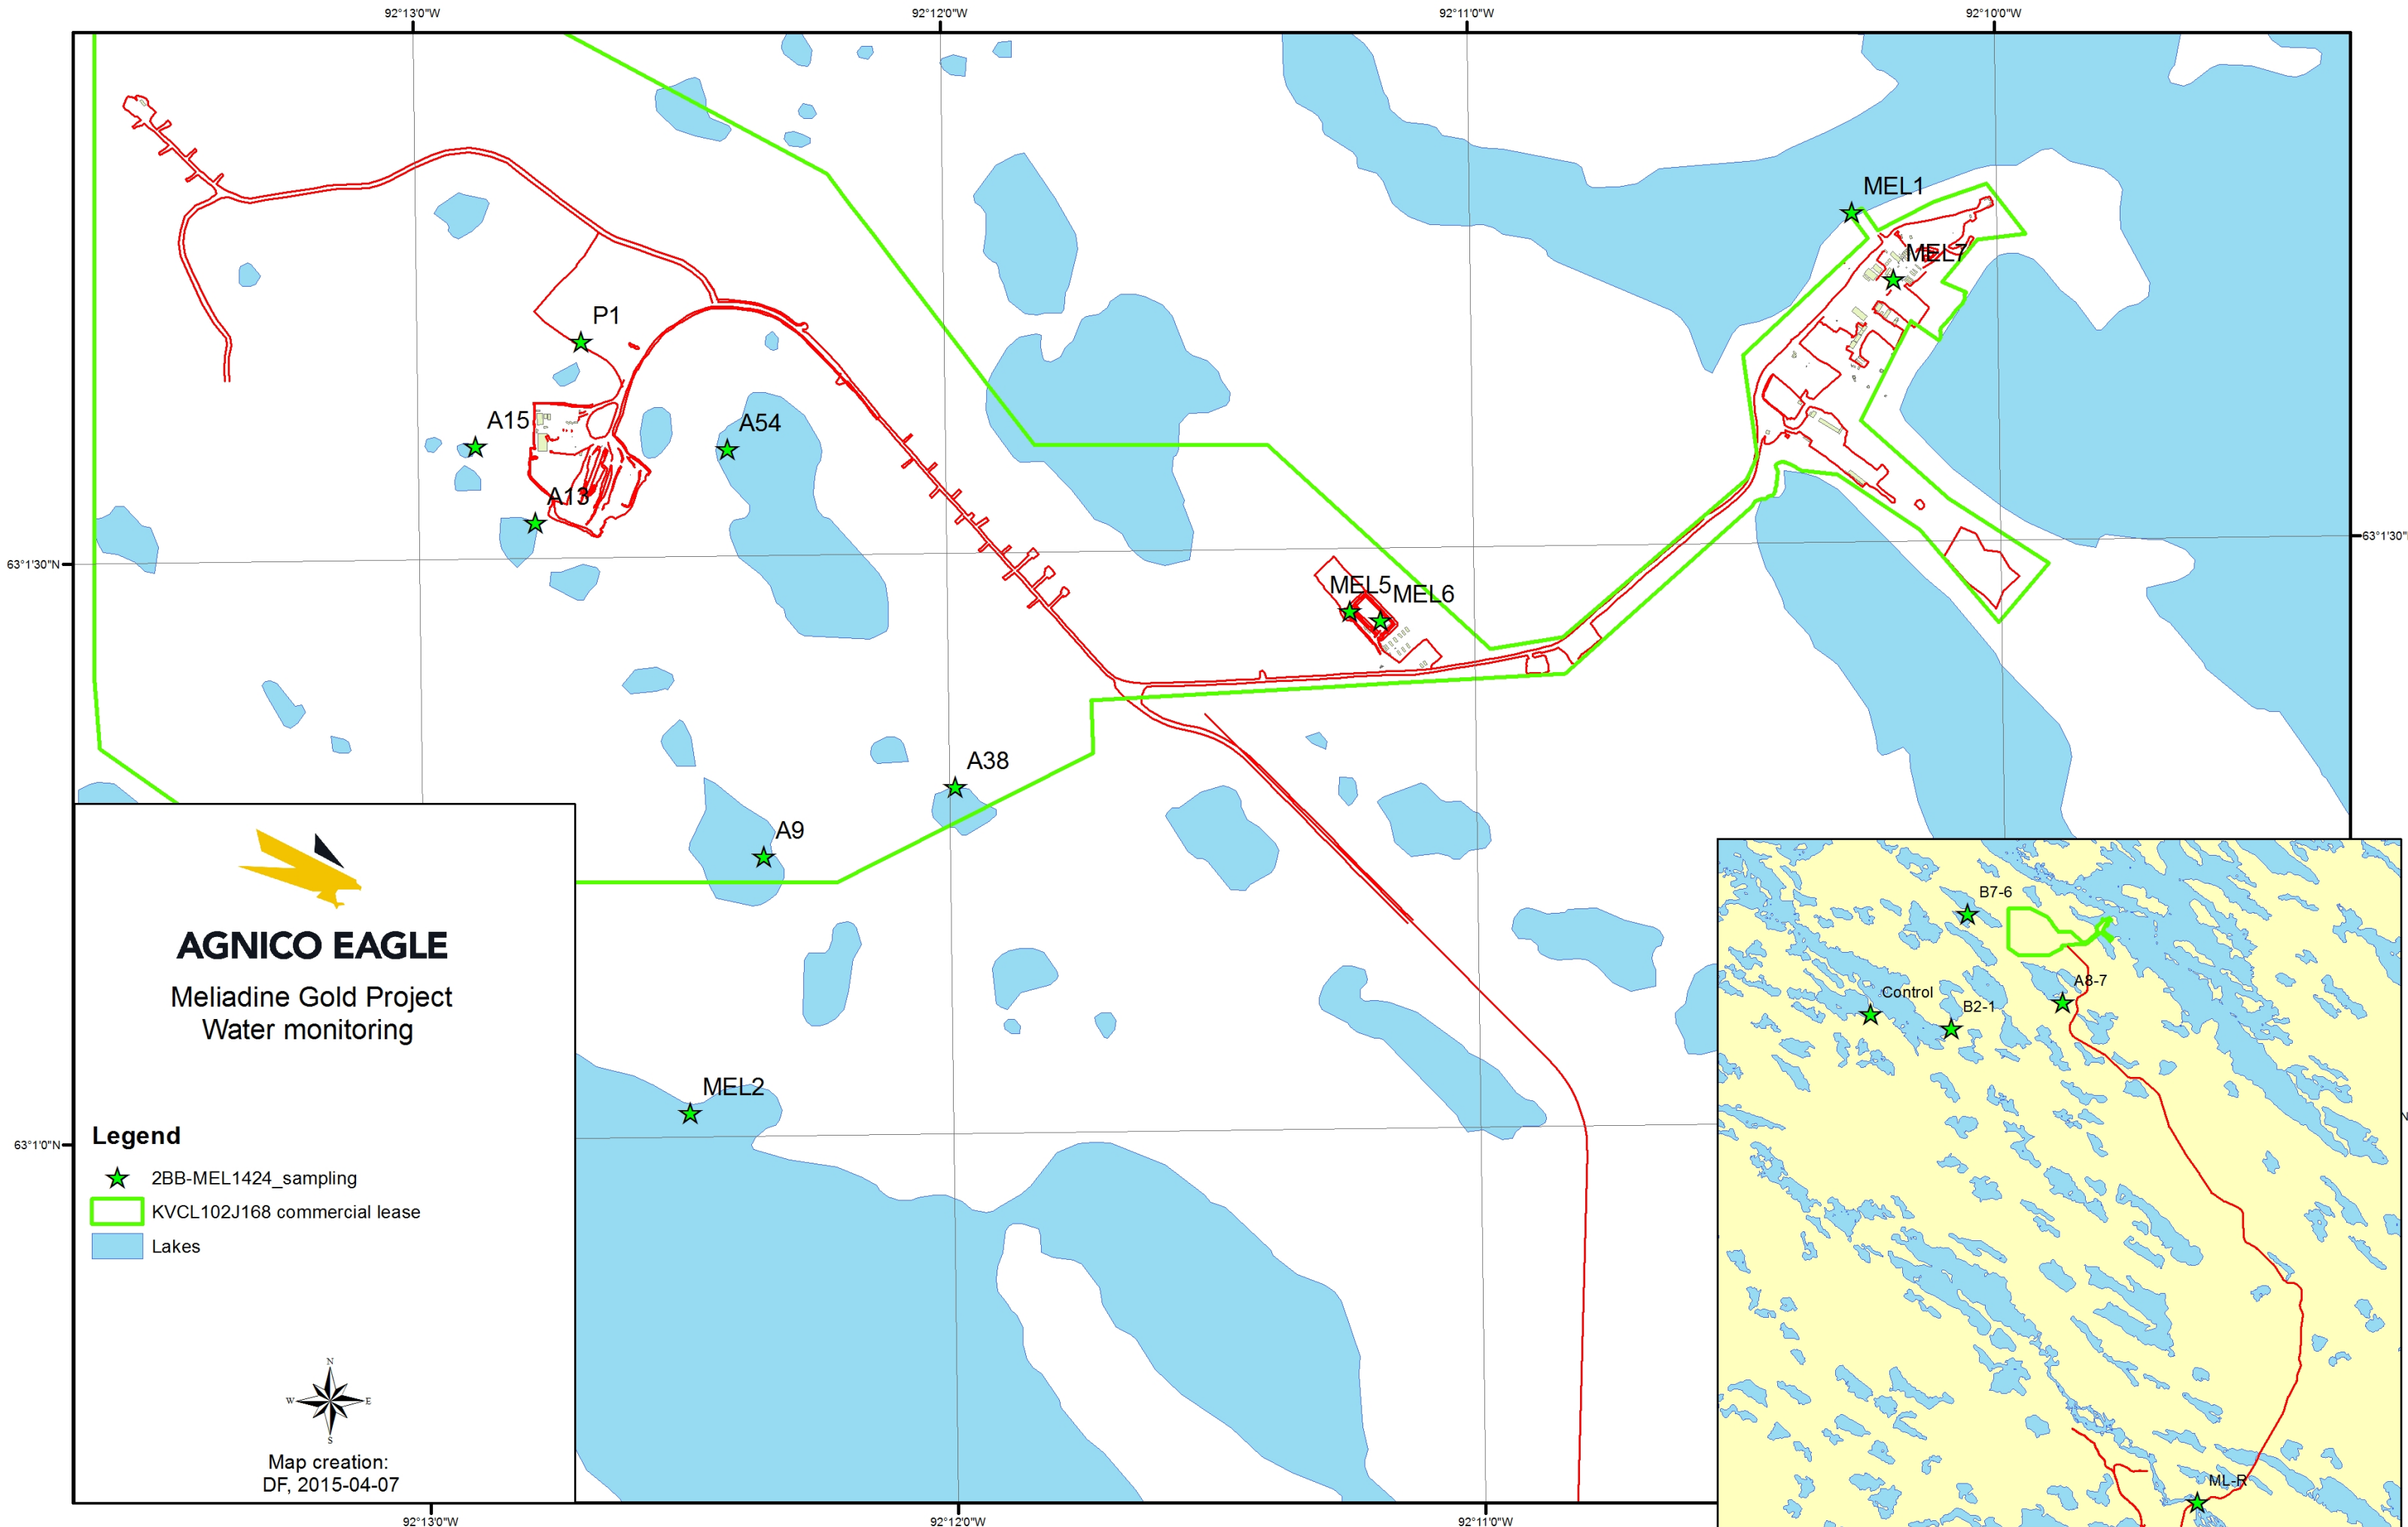 92°13'0"W
92°12'0"W
92°11'0"W
92°10'0"W
MEL1
MEL7
P1
A15
A54
A13
63°1'30"N
63°1'30"
MEL5
MEL6
A38
A9
AGNICO EAGLE
Meliadine Gold Project
Water monitoring
MEL2
Legend
2BB-MEL1424_sampling
KVCL102J168 commercial lease
Lakes
63°1'0"N
N
W
E
S
Map creation:
DF, 2015-04-07
B7-6
A8-7
Control
B2-1
N
ML-R
92°13'0"W
92°12'0"W
92°11'0"W